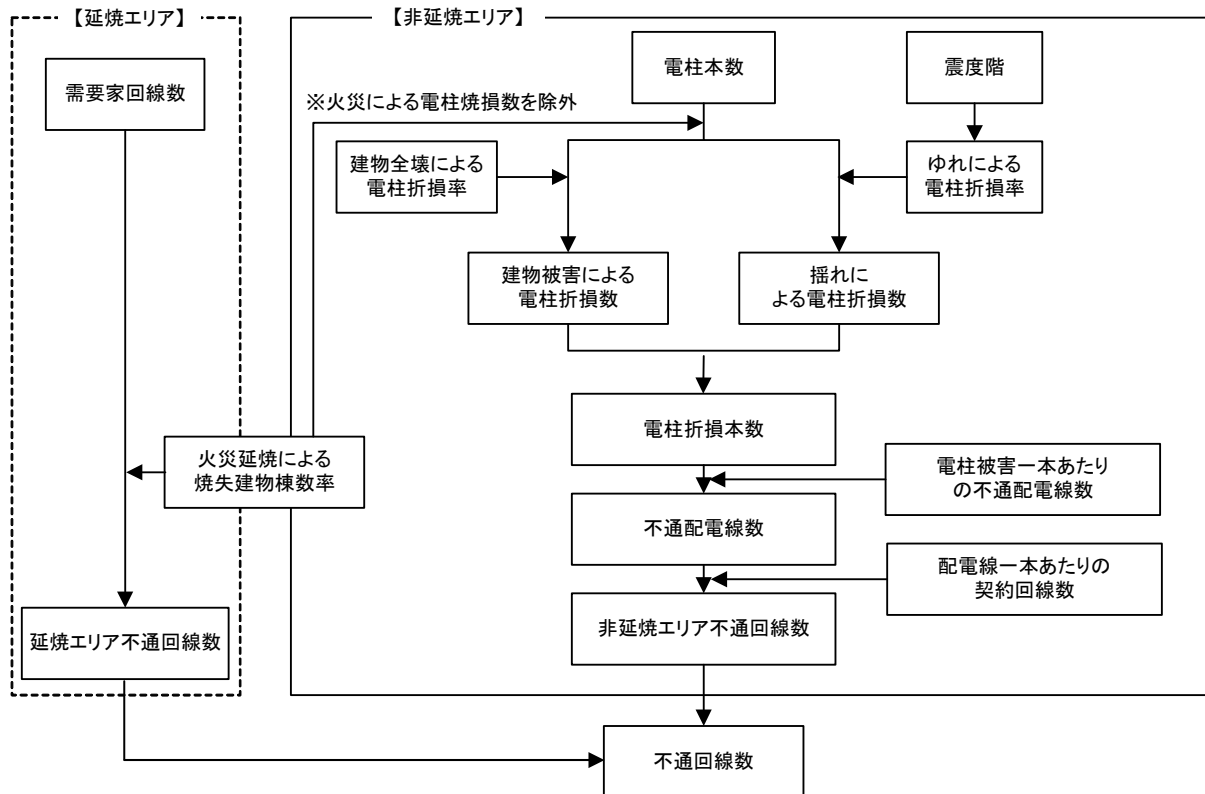 【延焼エリア】
【非延焼エリア】
需要家回線数
電柱本数
震度階
※火災による電柱焼損数を除外
建物全壊による
電柱折損率
ゆれによる
電柱折損率
建物被害による
電柱折損数
揺れに
よる電柱折損数
電柱折損本数
火災延焼による
焼失建物棟数率
電柱被害一本あたり
の不通配電線数
不通配電線数
配電線一本あたりの
契約回線数
延焼エリア不通回線数
非延焼エリア不通回線数
不通回線数